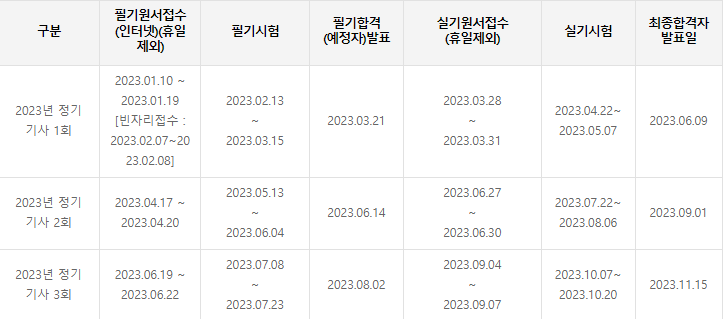 구분
필기원서접수
(인터넷)(휴일
제외)
필기시험
필기합격
(예정자)발표
실기원서접수
(휴일제외)
실기시험
최종합격자
발표일
2023년 정기
기사 1회
2023.01.10 ~
2023.01.19
[빈자리접수 :
2023.02.07~20
23.02.08]
2023.02.13
~
2023.03.15
2023.03.21
2023.03.28
~
2023.03.31
2023.04.22~
2023.05.07
2023.06.09
2023년 정기
기사 2회
2023.04.17 ~
2023.04.20
2023.05.13
~
2023.06.04
2023.06.14
2023.06.27
~
2023.06.30
2023.07.22~
2023.08.06
2023.09.01
2023년 정기
기사 3회
2023.06.19 ~
2023.06.22
2023.07.08
~
2023.07.23
2023.08.02
2023.09.04
~
2023.09.07
2023.10.07~
2023.10.20
2023.11.15